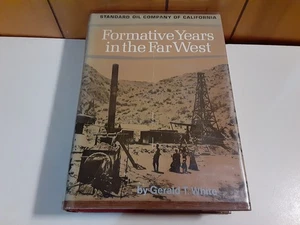 STANDARD OIL COMPANY OF CALIFORNIA
Formative Years
in the Far West
By Gerald T. White